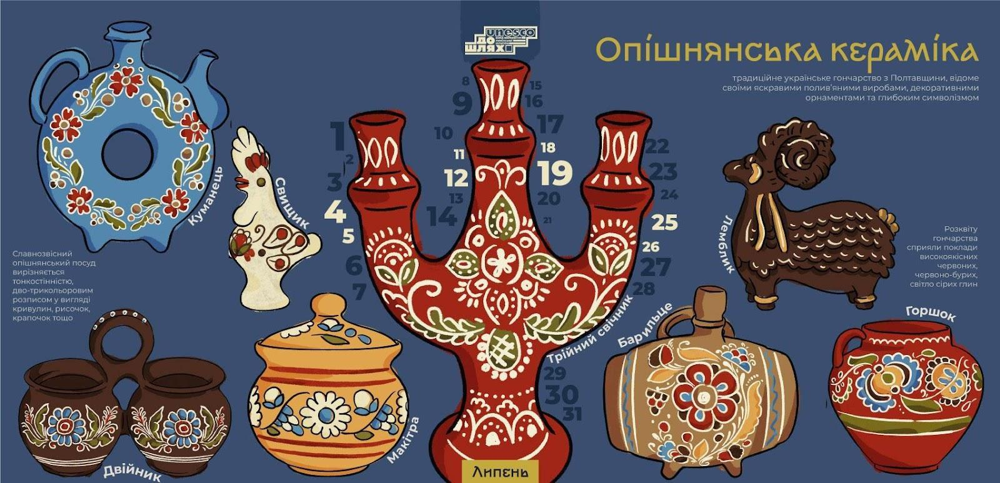 unesco
до
шлях
Опішнянська кераміка
традиційне українське гончарство з Полтавщини, відоме
своїми яскравими полив'яними виробами, декоративними
орнаментами та глибоким символізмом
Куманець
Свищик
Лемблик
Славнозвісний
опішнянський посуд
вирізняється
тонкостінністю,
дво-трикольоровим
розписом у вигляді
кривулин, рисочок,
крапочок тощо
Розквіту
гончарства
сприяли поклади
високоякісних
червоних,
червоно-бурих,
світло сірих глин
1
2
3
4
5
6
7
8
9
10
11
12
13
14
15
16
17
18
19
20
21
22
23
24
25
26
27
28
29
30
31
Двійник
Макітра
Трійний свічник
Барильце
Горшок
Липень